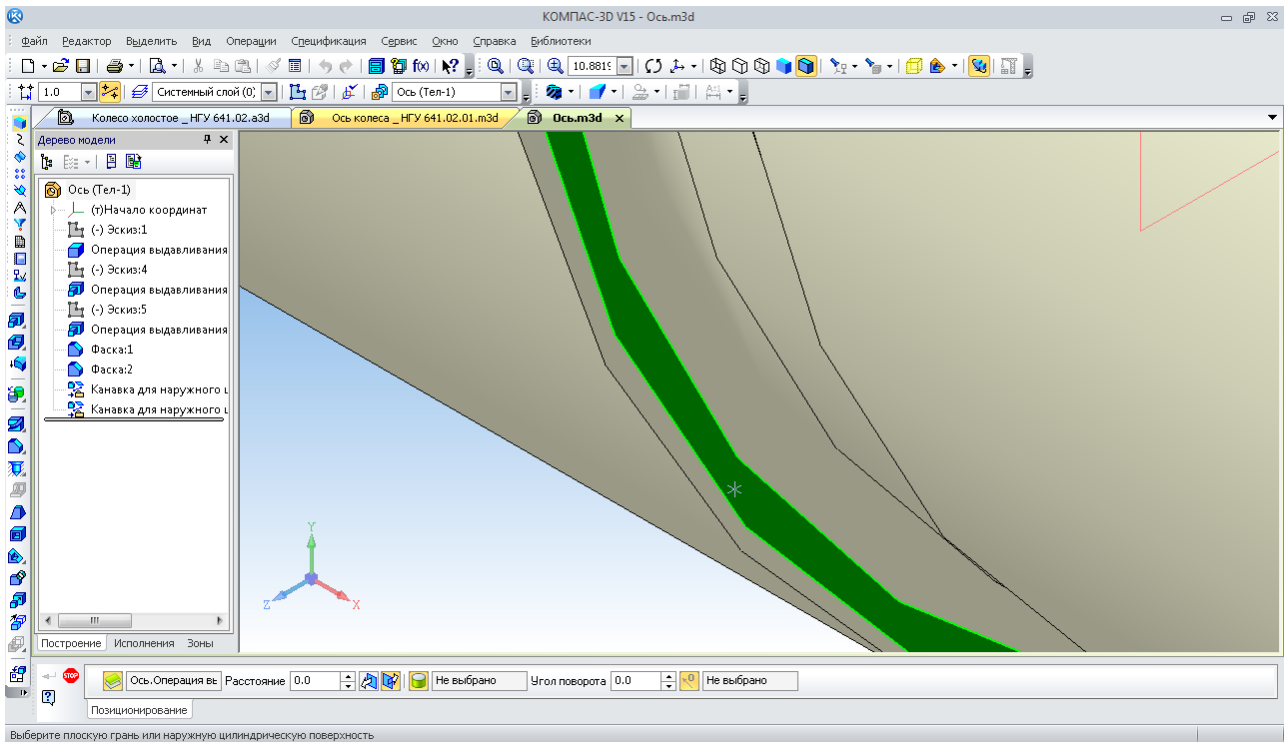 КОМПАС-3D V15 - Ось.m3d
Файл Редактор Выделить Вид Операции Спецификация Сервис Окно Справка Библиотеки
f(x) 10.8819
1.0 Системный слой (0; Ось (Тел-1)
Колесо холостое _ НГУ 641.02.a3d Ось колеса _НГУ 641.02.01.m3d Ось.m3d
Дерево модели
Ось (Тел-1)
(т)Начало координат
(-) Эскиз:1
Операция выдавливания
(-) Эскиз:4
Операция выдавливания
(-) Эскиз:5
Операция выдавливания
Фаска:1
Фаска:2
Канавка для наружного ц
Канавка для наружного ц
Y
Z X
Построение Исполнения Зоны
STOP Ось.Операция вы Расстояние 0.0 Не выбрано Угол поворота 0.0 Не выбрано
Позиционирование
Выберите плоскую грань или наружную цилиндрическую поверхность